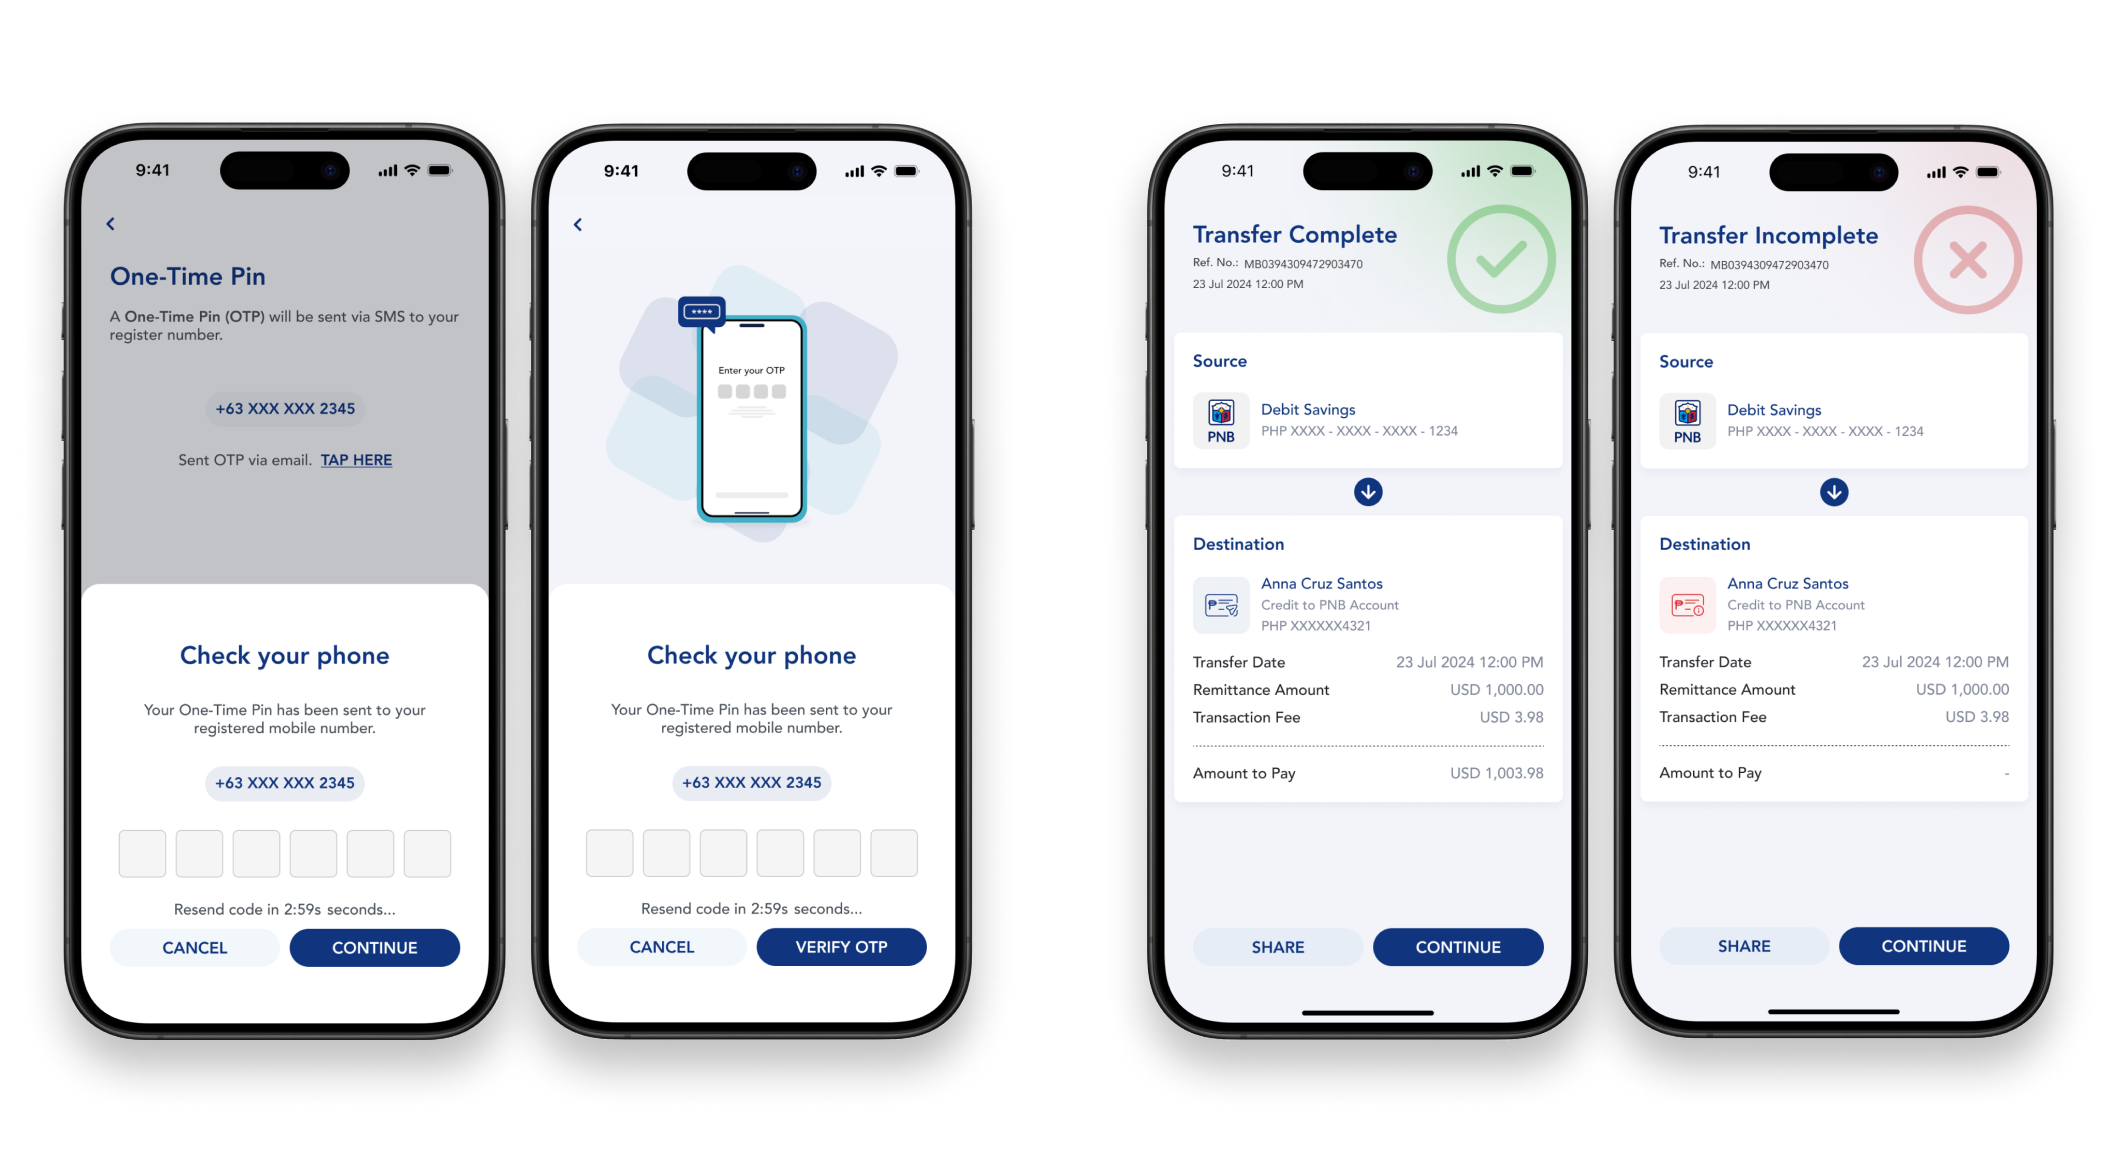 9:41
One-Time Pin
A One-Time Pin (OTP) will be sent via SMS to your
register number.
+63 XXX XXX 2345
Sent OTP via email. TAP HERE
Check your phone
Your One-Time Pin has been sent to your
registered mobile number.
+63 XXX XXX 2345
Resend code in 2:59s seconds...
CANCEL
CONTINUE
9:41
****
Enter your OTP
Check your phone
Your One-Time Pin has been sent to your
registered mobile number.
+63 XXX XXX 2345
Resend code in 2:59s seconds...
CANCEL
VERIFY OTP
9:41
Transfer Complete
Ref. No.: MB0394309472903470
23 Jul 2024 12:00 PM
Source
PNB
Debit Savings
PHP XXXX - XXXX - XXXX - 1234
Destination
Anna Cruz Santos
Credit to PNB Account
PHP XXXXXX4321
Transfer Date 23 Jul 2024 12:00 PM
Remittance Amount USD 1,000.00
Transaction Fee USD 3.98
Amount to Pay USD 1,003.98
SHARE
CONTINUE
9:41
Transfer Incomplete
Ref. No.: MB0394309472903470
23 Jul 2024 12:00 PM
Source
PNB
Debit Savings
PHP XXXX - XXXX - XXXX - 1234
Destination
Anna Cruz Santos
Credit to PNB Account
PHP XXXXXX4321
Transfer Date 23 Jul 2024 12:00 PM
Remittance Amount USD 1,000.00
Transaction Fee USD 3.98
Amount to Pay -
SHARE
CONTINUE